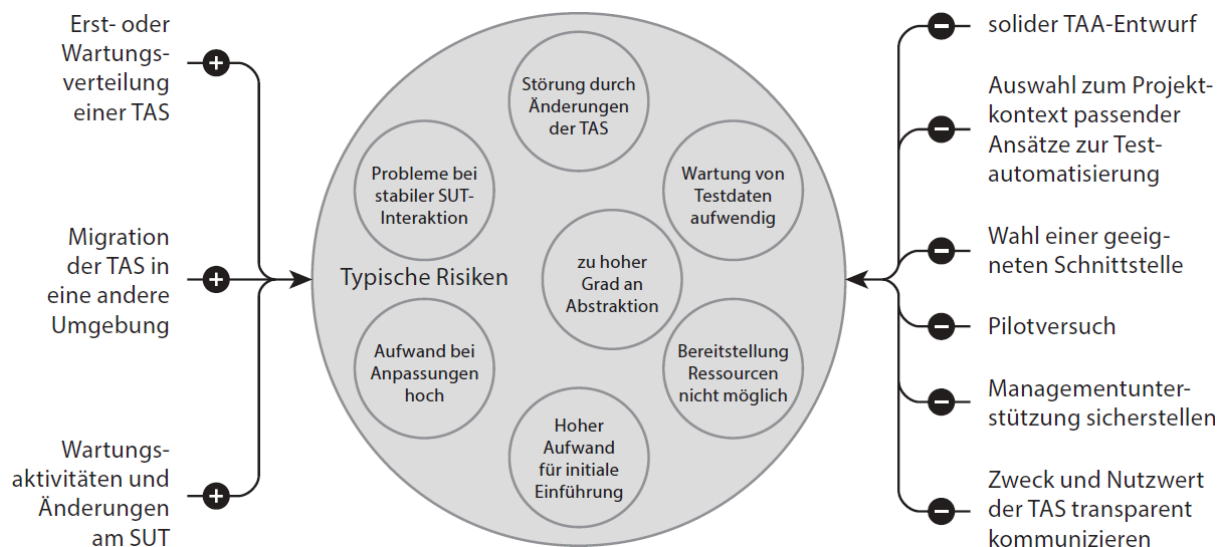 Erst- oder
Wartungs-
verteilung
einer TAS
Migration
der TAS in
eine andere
Umgebung
Wartungs-
aktivitäten und
Änderungen
am SUT
Störung durch
Änderungen
der TAS
Probleme bei
stabiler SUT-
Interaktion
Wartung von
Testdaten
aufwendig
Typische Risiken
zu hoher
Grad an
Abstraktion
Aufwand bei
Anpassungen
hoch
Bereitstellung
Ressourcen
nicht möglich
Hoher
Aufwand
für initiale
Einführung
solider TAA-Entwurf
Auswahl zum Projekt-
kontext passender
Ansätze zur Test-
automatisierung
Wahl einer geeig-
neten Schnittstelle
Pilotversuch
Managementunter-
stützung sicherstellen
Zweck und Nutzwert
der TAS transparent
kommunizieren